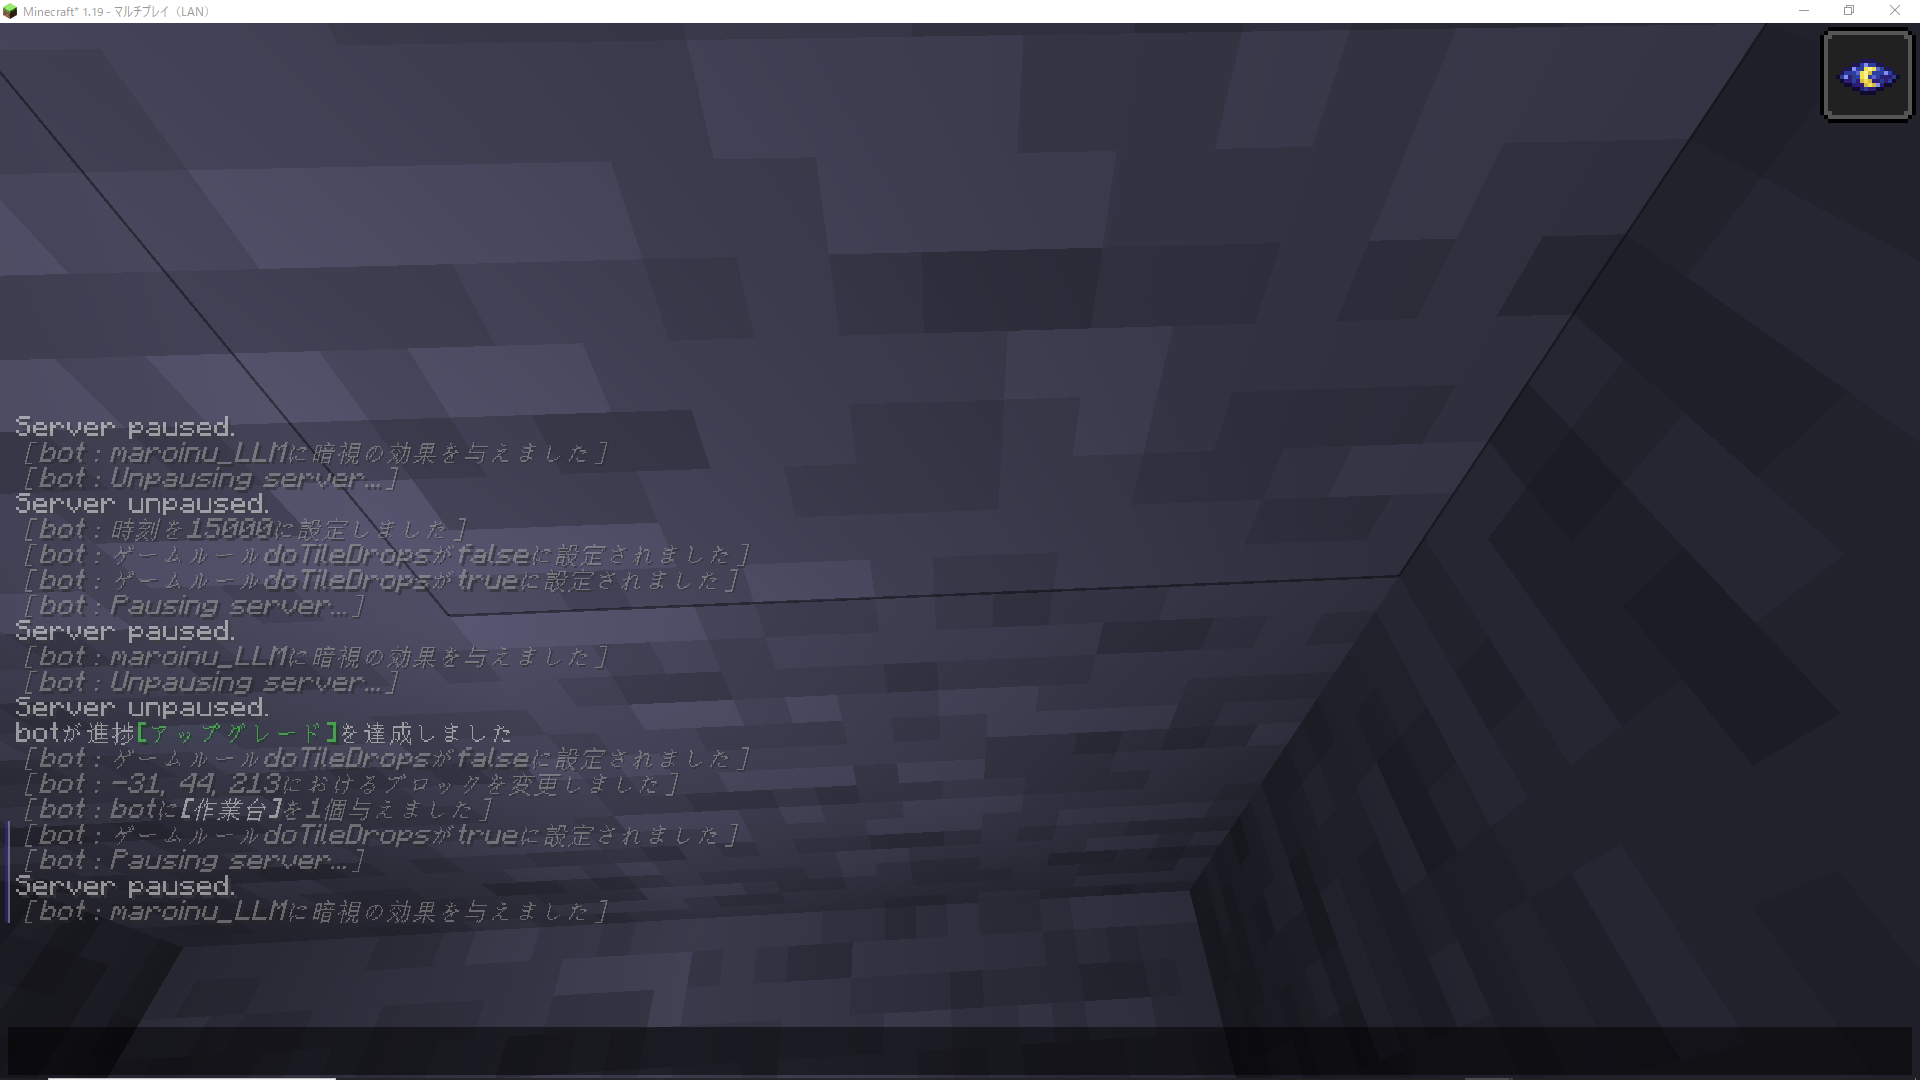 Minecraft* 1.19 - マルチプレイ（LAN）
Server paused.
[bot: maroinu_LLMに暗視の効果を与えました]
[bot: Unpausing server...]
Server unpaused.
[bot: 時刻を15000に設定しました]
[bot: ゲームルールdoTileDropsがfalseに設定されました]
[bot: ゲームルールdoTileDropsがtrueに設定されました]
[bot: Pausing server...]
Server paused.
[bot: maroinu_LLMに暗視の効果を与えました]
[bot: Unpausing server...]
Server unpaused.
botが進捗[アップグレード]を達成しました
[bot: ゲームルールdoTileDropsがfalseに設定されました]
[bot: -31, 44, 213におけるブロックを変更しました]
[bot: botに[作業台]を1個与えました]
[bot: ゲームルールdoTileDropsがtrueに設定されました]
[bot: Pausing server...]
Server paused.
[bot: maroinu_LLMに暗視の効果を与えました]